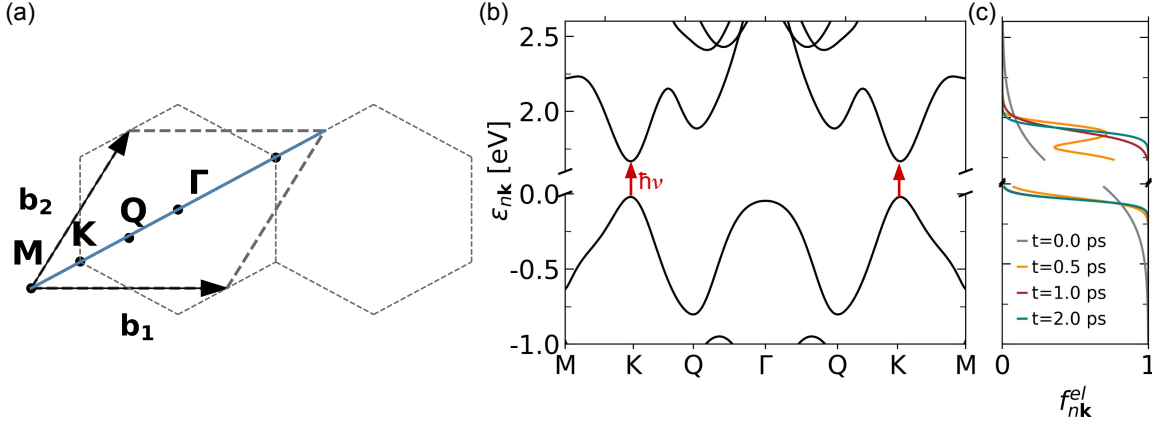 (a)
b₂
M
K
Q
Γ
b₁
(b)
ε_nk [eV]
2.5
2.0
0.0
-0.5
-1.0
ħν
M K Q Γ Q K M
(c)
t=0.0 ps
t=0.5 ps
t=1.0 ps
t=2.0 ps
0 1
f^el_nk